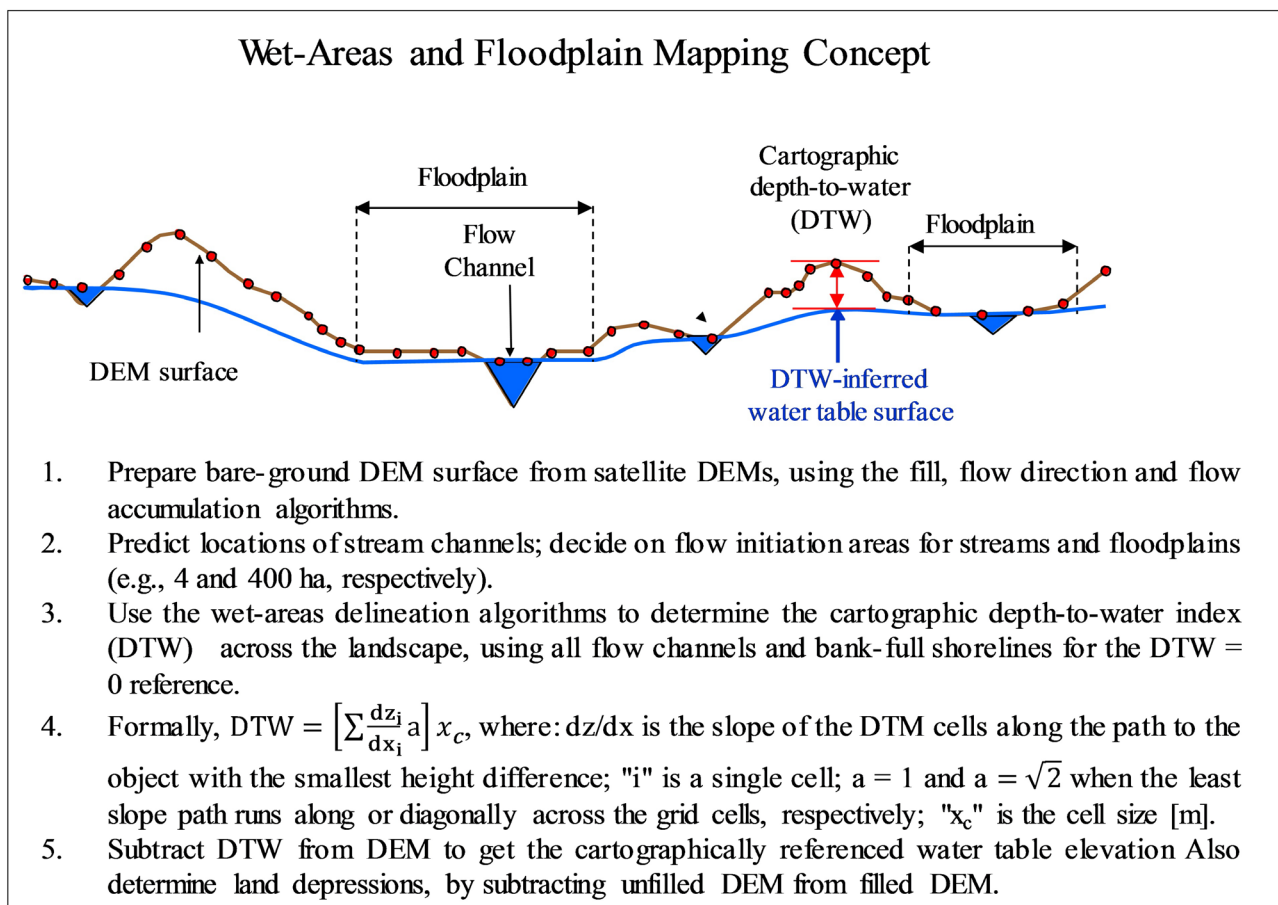 Wet-Areas and Floodplain Mapping Concept
Cartographic
depth-to-water
(DTW)
Floodplain
Floodplain
Flow
Channel
DEM surface
DTW-inferred
water table surface
1. Prepare bare-ground DEM surface from satellite DEMs, using the fill, flow direction and flow
accumulation algorithms.
2. Predict locations of stream channels; decide on flow initiation areas for streams and floodplains
(e.g., 4 and 400 ha, respectively).
3. Use the wet-areas delineation algorithms to determine the cartographic depth-to-water index
(DTW) across the landscape, using all flow channels and bank-full shorelines for the DTW =
0 reference.
4. Formally, DTW = [∑ dzᵢ/dxᵢ a] x_c, where: dz/dx is the slope of the DTM cells along the path to the
object with the smallest height difference; "i" is a single cell; a = 1 and a = √2 when the least
slope path runs along or diagonally across the grid cells, respectively; "x_c" is the cell size [m].
5. Subtract DTW from DEM to get the cartographically referenced water table elevation Also
determine land depressions, by subtracting unfilled DEM from filled DEM.